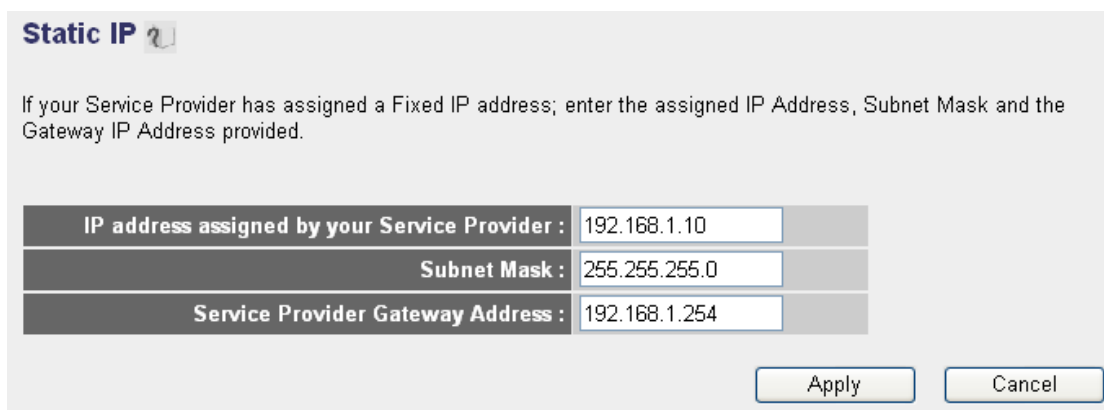 Static IP
If your Service Provider has assigned a Fixed IP address; enter the assigned IP Address, Subnet Mask and the
Gateway IP Address provided.
IP address assigned by your Service Provider : 192.168.1.10
Subnet Mask : 255.255.255.0
Service Provider Gateway Address : 192.168.1.254
Apply Cancel